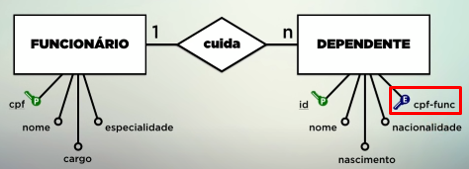 FUNCIONÁRIO 1 cuida n DEPENDENTE
cpf P
nome
cargo
especialidade
id P
nome
nascimento
nacionalidade
E cpf-func